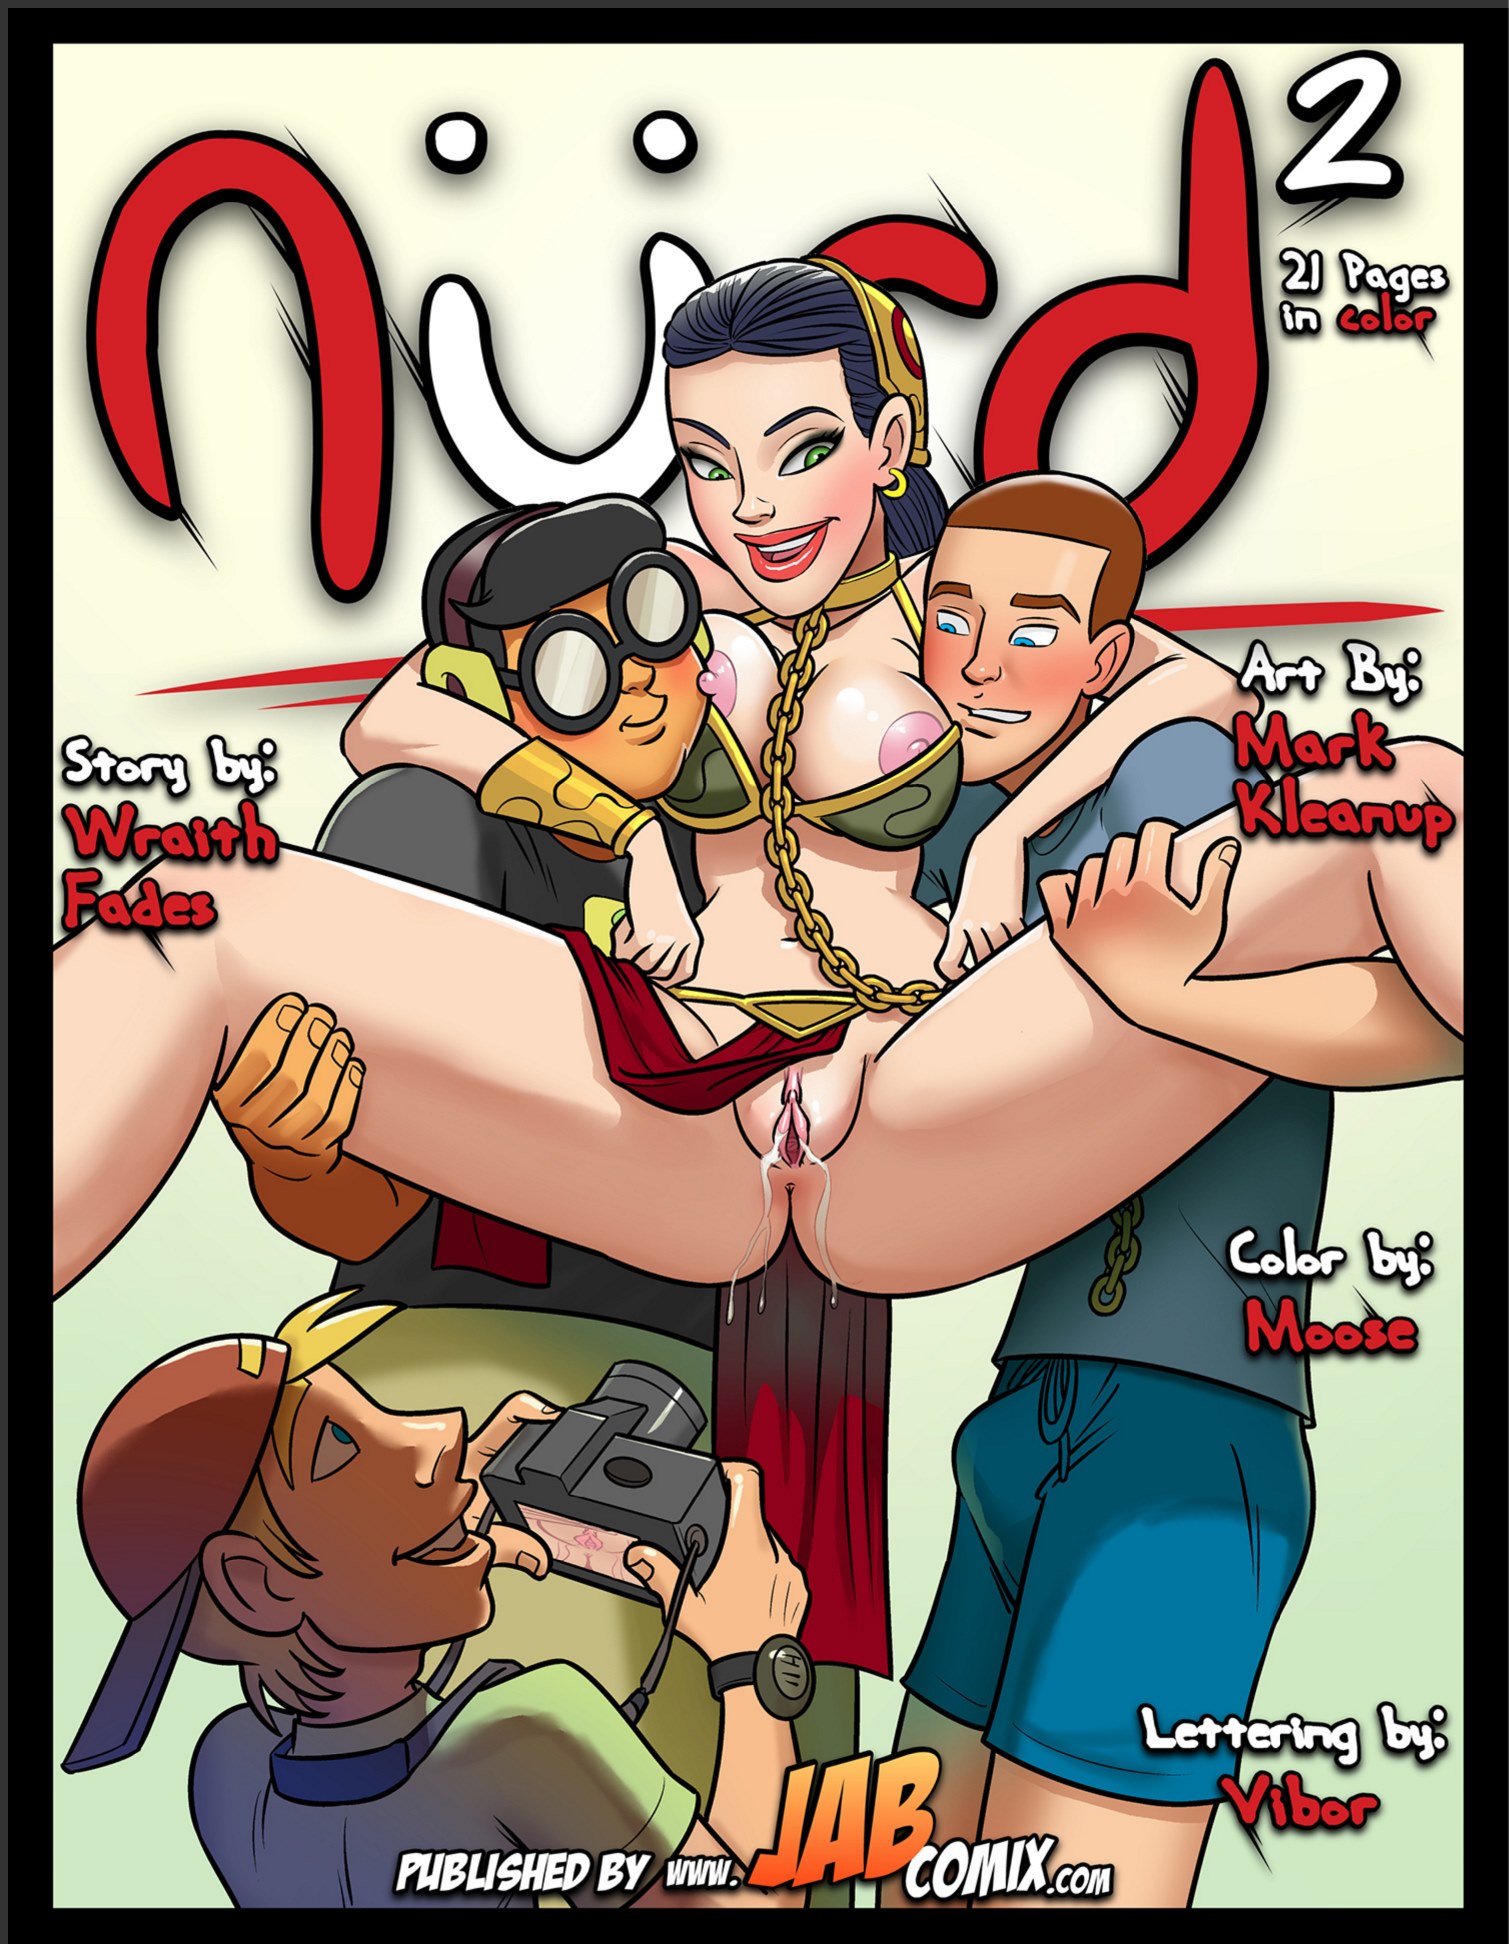 nürd 2
21 Pages
in color
Art By:
Mark
Kleanup
Story by:
Wraith
Fades
Color by:
Moose
Lettering by:
Vibor
PUBLISHED BY www.JABCOMIX.com